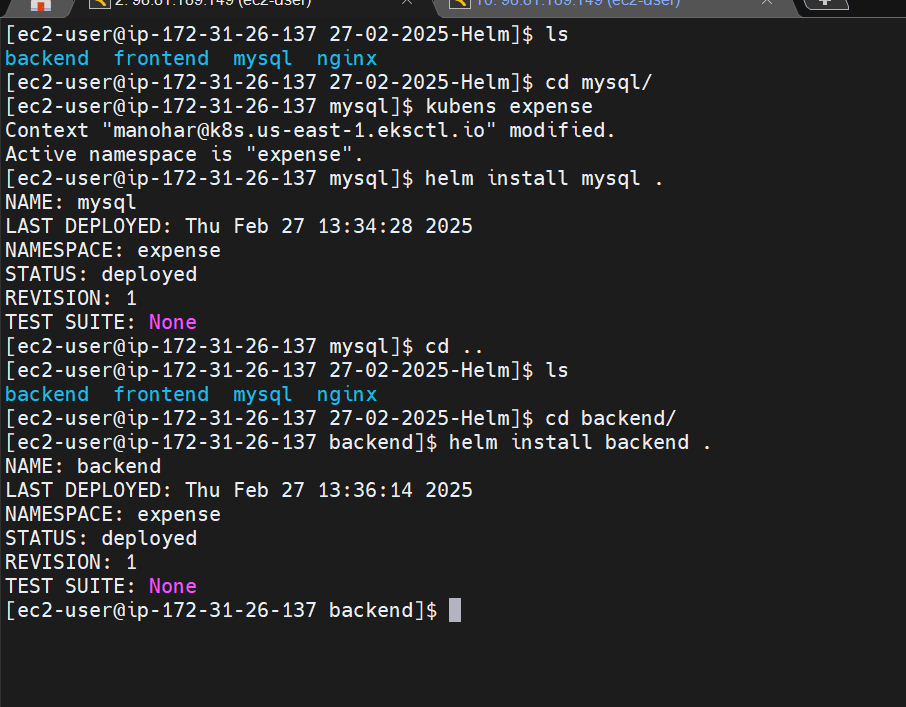 2. 98.81.189.149 (ec2-user)
10. 98.81.189.149 (ec2-user)
[ec2-user@ip-172-31-26-137 27-02-2025-Helm]$ ls
backend  frontend  mysql  nginx
[ec2-user@ip-172-31-26-137 27-02-2025-Helm]$ cd mysql/
[ec2-user@ip-172-31-26-137 mysql]$ kubens expense
Context "manohar@k8s.us-east-1.eksctl.io" modified.
Active namespace is "expense".
[ec2-user@ip-172-31-26-137 mysql]$ helm install mysql .
NAME: mysql
LAST DEPLOYED: Thu Feb 27 13:34:28 2025
NAMESPACE: expense
STATUS: deployed
REVISION: 1
TEST SUITE: None
[ec2-user@ip-172-31-26-137 mysql]$ cd ..
[ec2-user@ip-172-31-26-137 27-02-2025-Helm]$ ls
backend  frontend  mysql  nginx
[ec2-user@ip-172-31-26-137 27-02-2025-Helm]$ cd backend/
[ec2-user@ip-172-31-26-137 backend]$ helm install backend .
NAME: backend
LAST DEPLOYED: Thu Feb 27 13:36:14 2025
NAMESPACE: expense
STATUS: deployed
REVISION: 1
TEST SUITE: None
[ec2-user@ip-172-31-26-137 backend]$